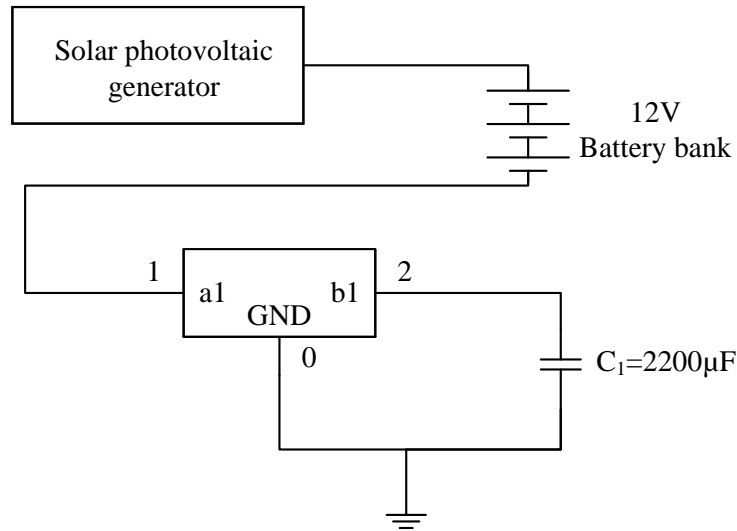 Solar photovoltaic
generator
12V
Battery bank
1
a1
b1
2
GND
0
C₁=2200µF